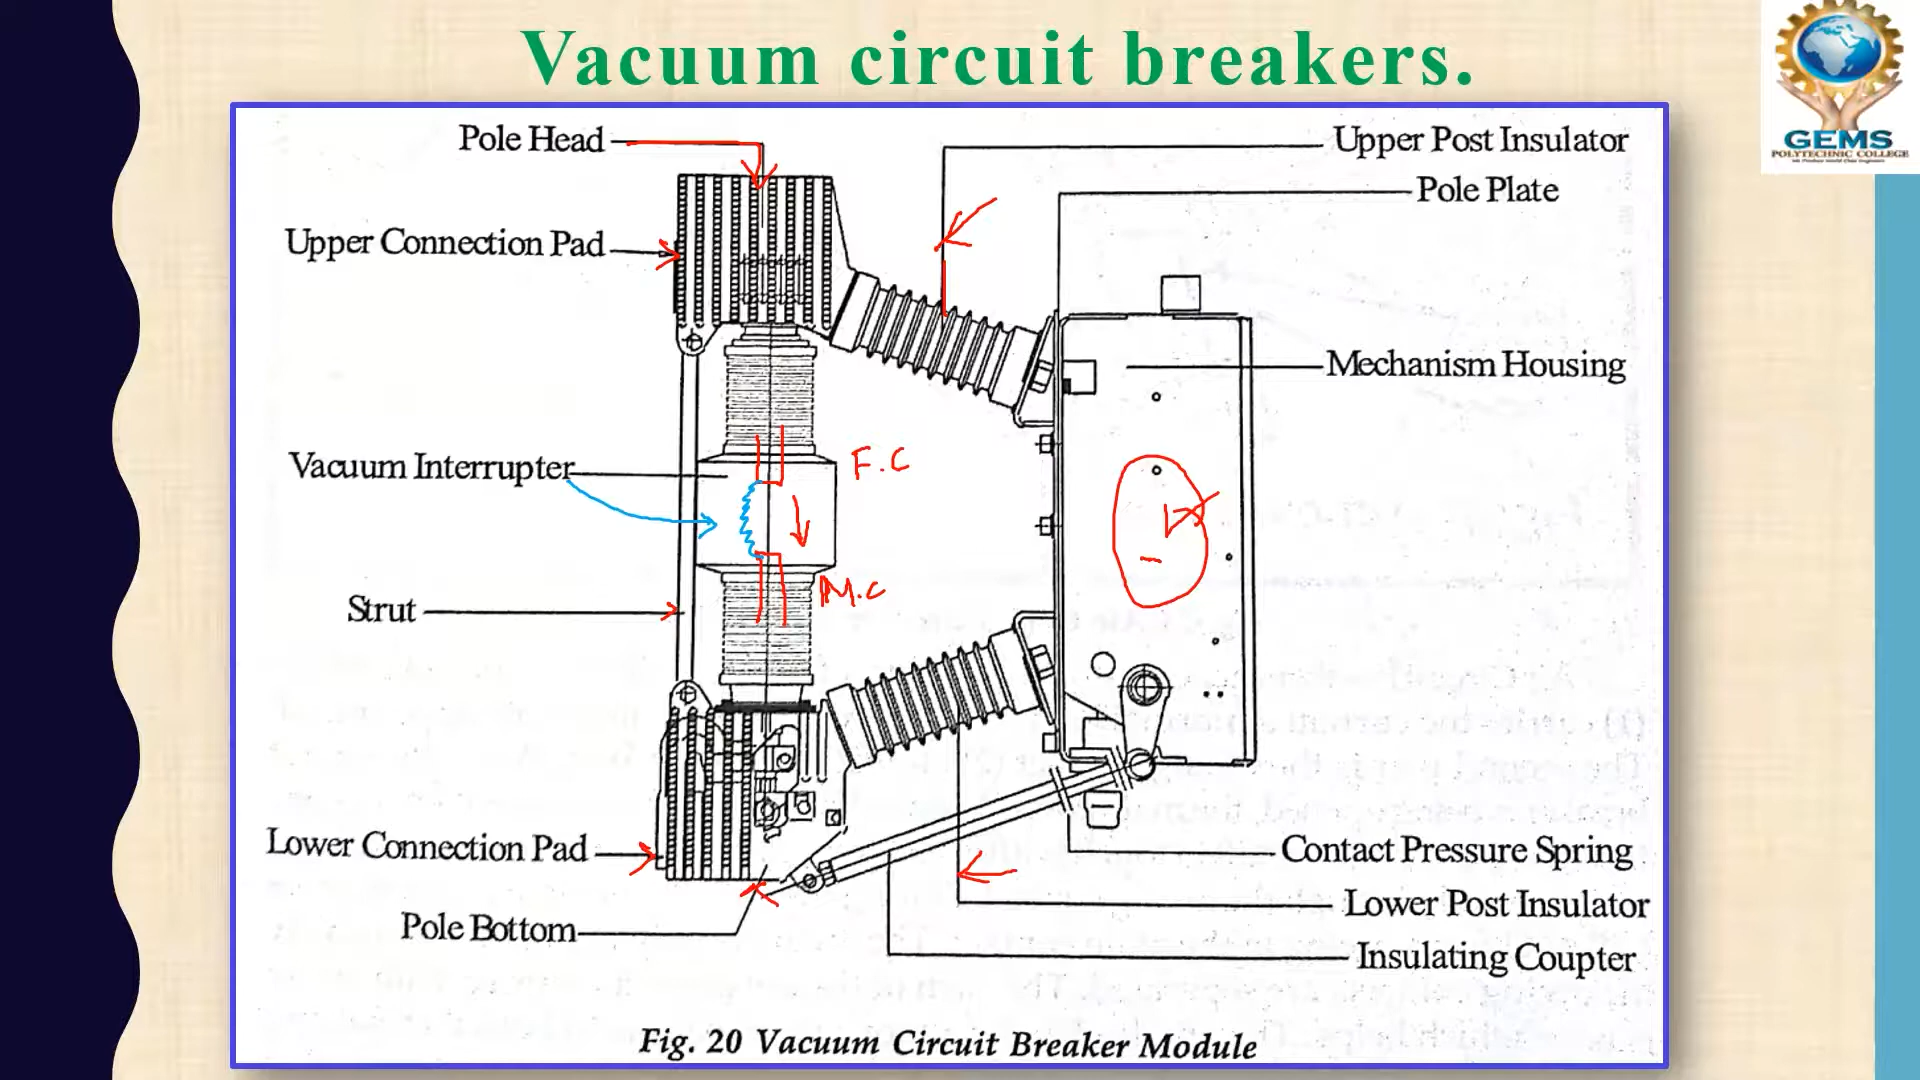 Vacuum circuit breakers.
GEMS
POLYTECHNIC COLLEGE
Pole Head
Upper Post Insulator
Pole Plate
Upper Connection Pad
Mechanism Housing
Vacuum Interrupter
F.C
M.C
Strut
Lower Connection Pad
Contact Pressure Spring
Lower Post Insulator
Pole Bottom
Insulating Coupter
Fig. 20 Vacuum Circuit Breaker Module